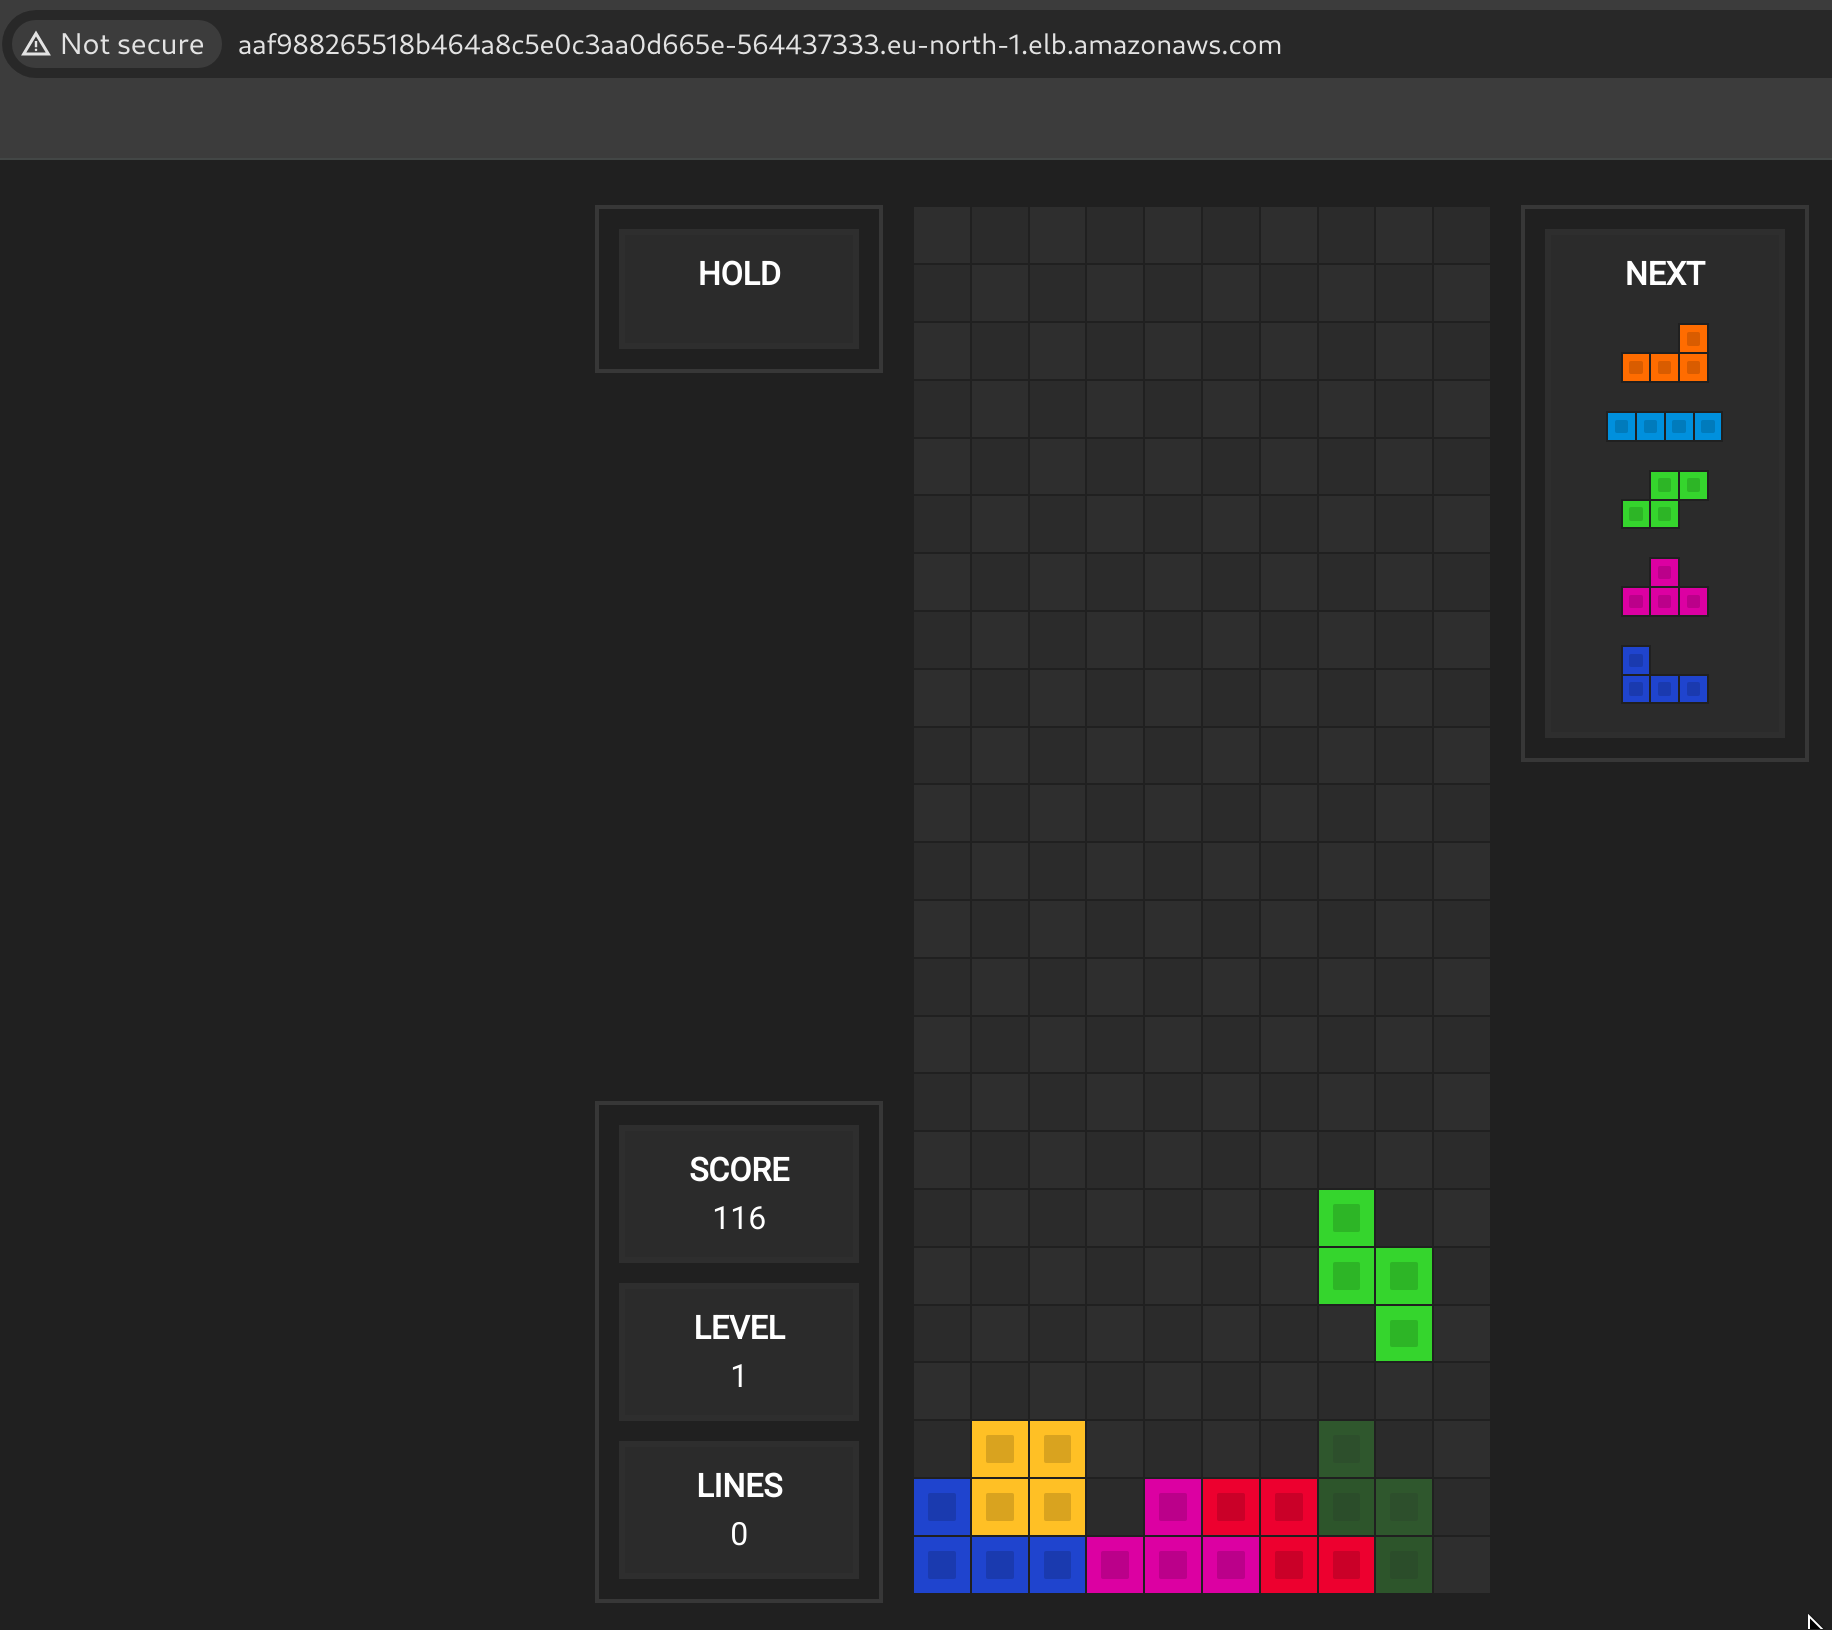 Not secure aaf988265518b464a8c5e0c3aa0d665e-564437333.eu-north-1.elb.amazonaws.com
HOLD
NEXT
SCORE
116
LEVEL
1
LINES
0